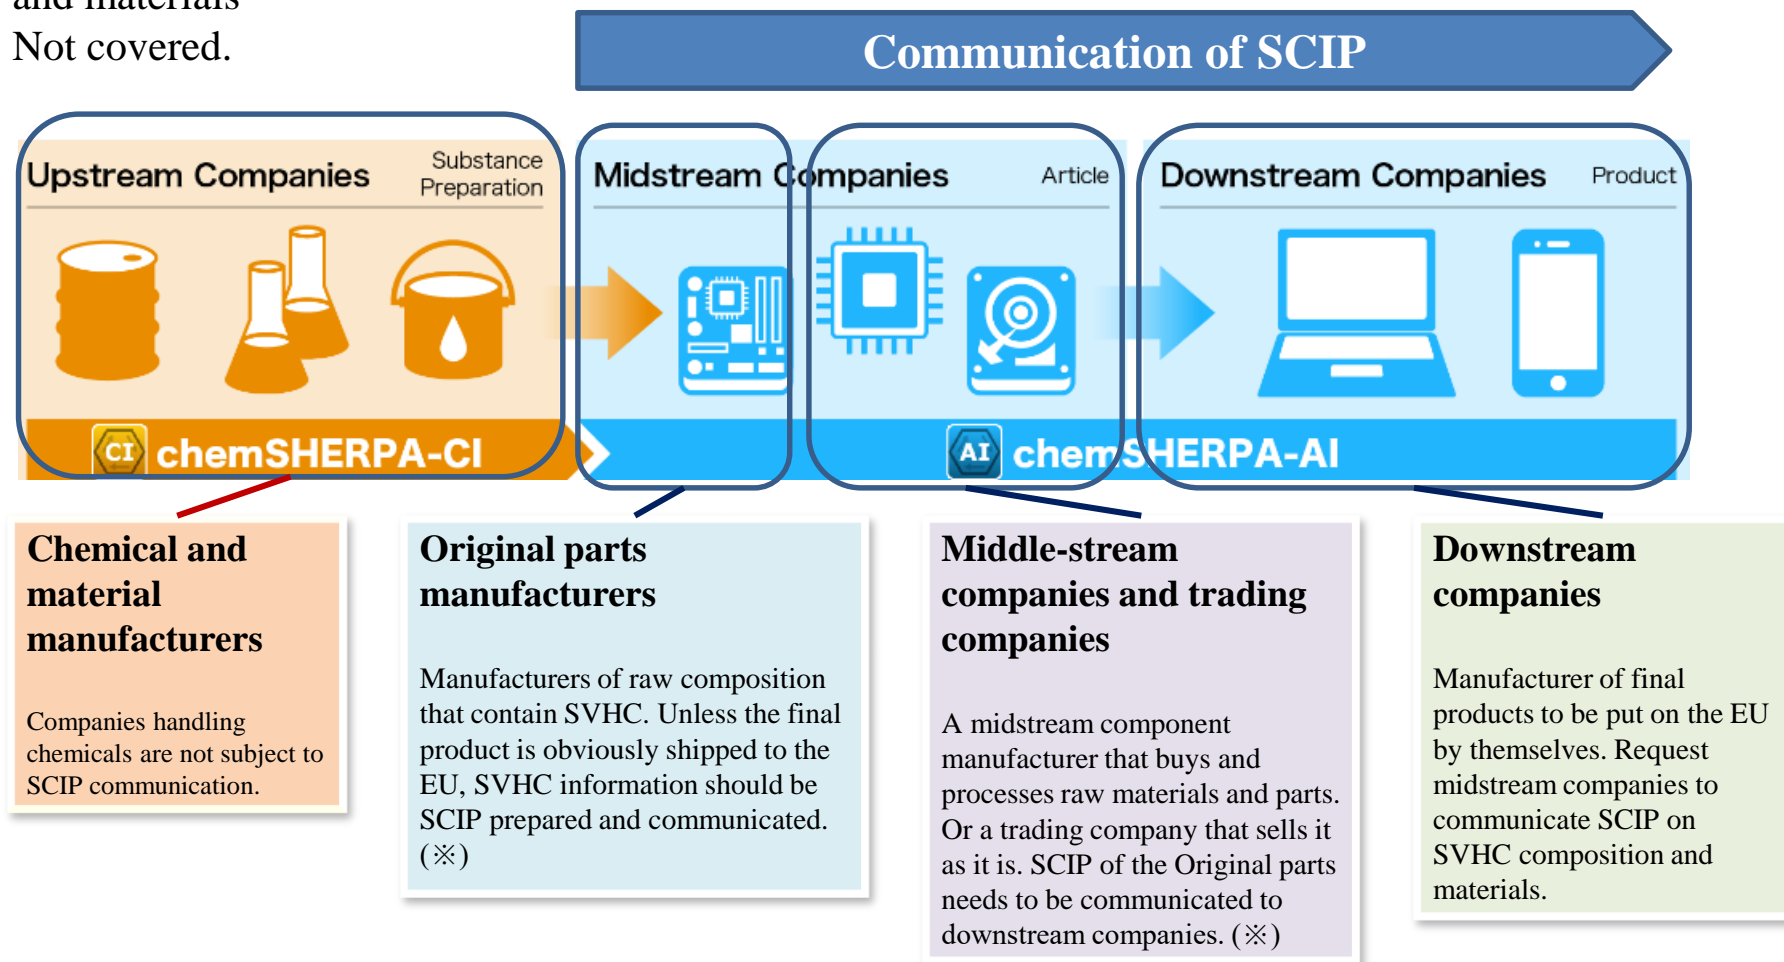 and materials
Not covered.
Communication of SCIP
Upstream Companies
Substance
Preparation
Midstream Companies
Article
Downstream Companies
Product
CI chemSHERPA-CI
AI chemSHERPA-AI
Chemical and
material
manufacturers
Companies handling
chemicals are not subject to
SCIP communication.
Original parts
manufacturers
Manufacturers of raw composition
that contain SVHC. Unless the final
product is obviously shipped to the
EU, SVHC information should be
SCIP prepared and communicated.
(※)
Middle-stream
companies and trading
companies
A midstream component
manufacturer that buys and
processes raw materials and parts.
Or a trading company that sells it
as it is. SCIP of the Original parts
needs to be communicated to
downstream companies. (※)
Downstream
companies
Manufacturer of final
products to be put on the EU
by themselves. Request
midstream companies to
communicate SCIP on
SVHC composition and
materials.